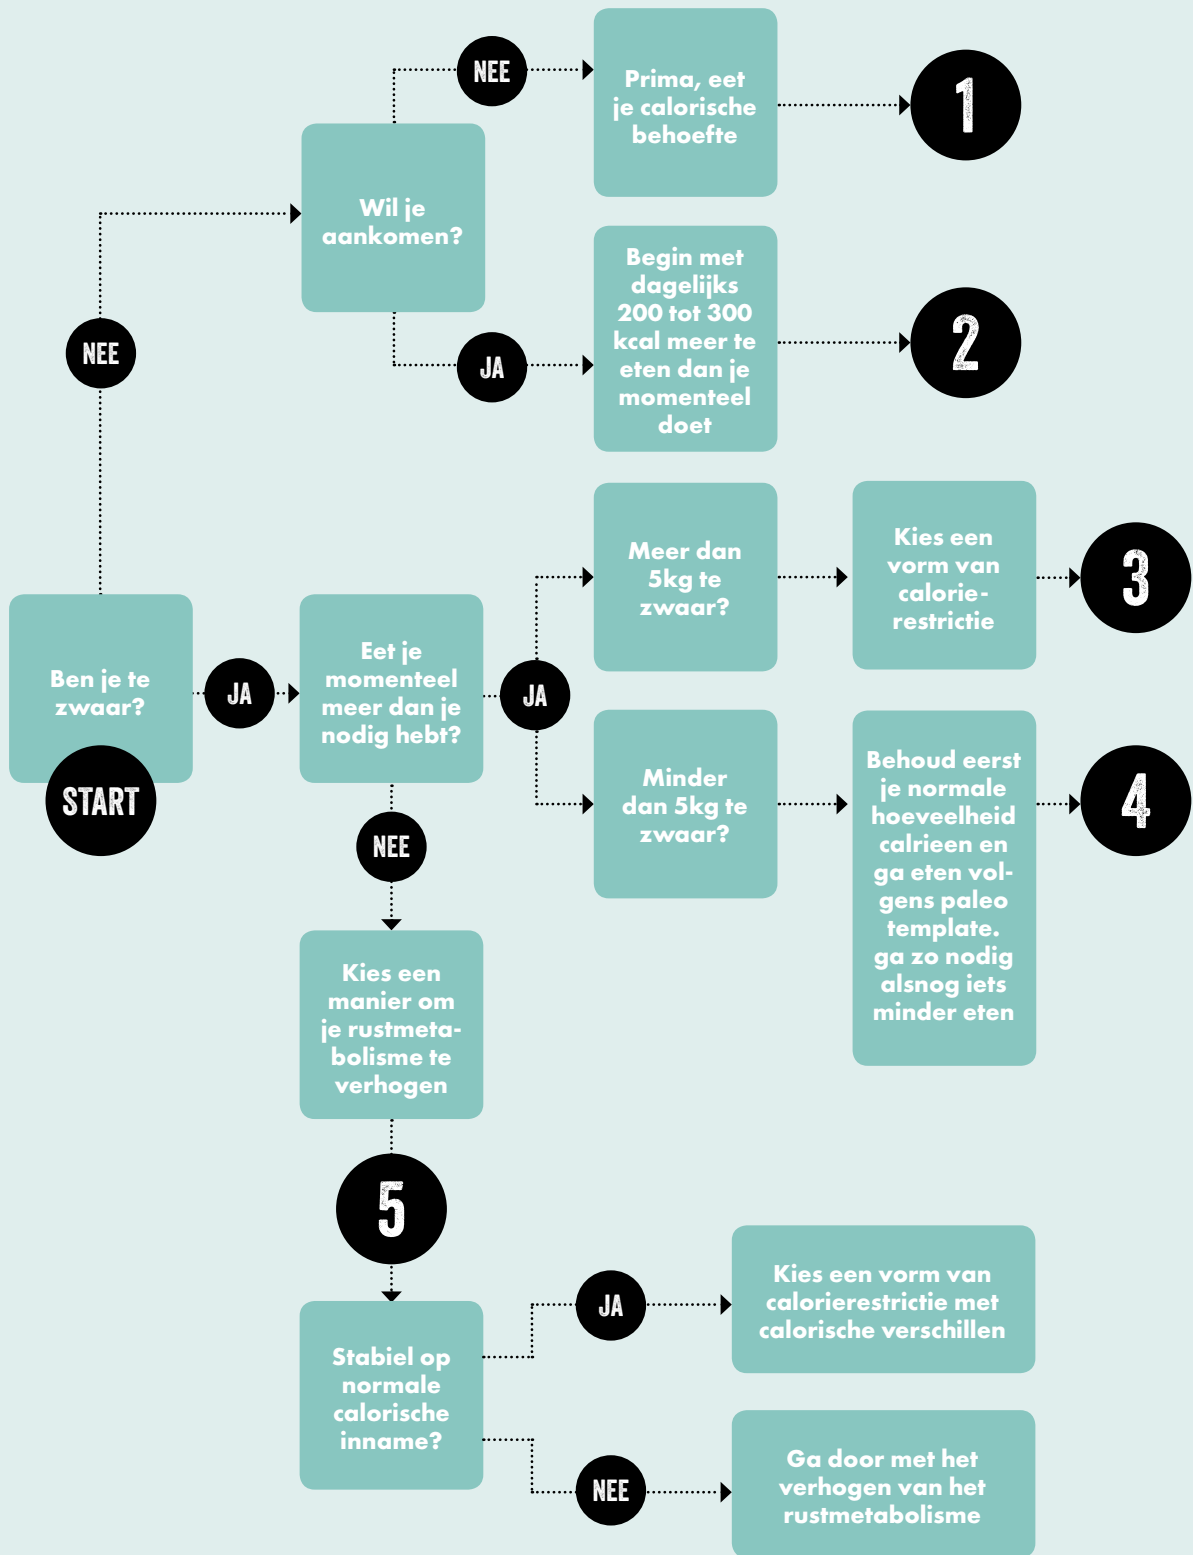 NEE
Prima, eet
je calorische
behoefte
1
Wil je
aankomen?
NEE
JA
Begin met
dagelijks
200 tot 300
kcal meer te
eten dan je
momenteel
doet
2
Ben je te
zwaar?
START
JA
Eet je
momenteel
meer dan je
nodig hebt?
JA
Meer dan
5kg te
zwaar?
Kies een
vorm van
calorie-
restrictie
3
Minder
dan 5kg te
zwaar?
Behoud eerst
je normale
hoeveelheid
calrieen en
ga eten vol-
gens paleo
template.
ga zo nodig
alsnog iets
minder eten
4
NEE
Kies een
manier om
je rustmeta-
bolisme te
verhogen
5
Stabiel op
normale
calorische
inname?
JA
Kies een vorm van
calorierestrictie met
calorische verschillen
NEE
Ga door met het
verhogen van het
rustmetabolisme